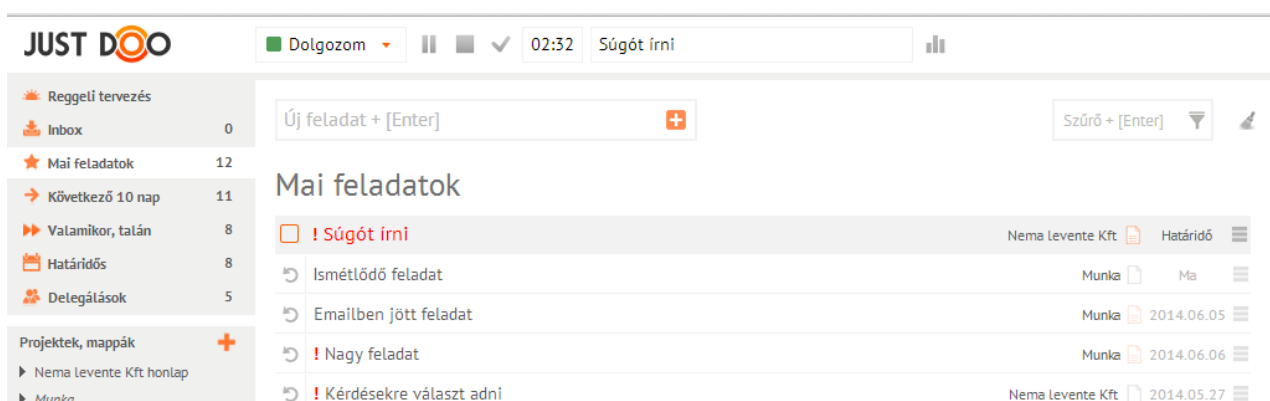 JUST DOO
Dolgozom 02:32 Súgót írni
Reggeli tervezés
Inbox 0
Mai feladatok 12
Következő 10 nap 11
Valamikor, talán 8
Határidős 8
Delegálások 5
Projektek, mappák
Nema levente Kft honlap
Munka
Új feladat + [Enter] Szűrő + [Enter]
Mai feladatok
! Súgót írni Nema levente Kft Határidő
Ismétlődő feladat Munka Ma
Emailben jött feladat Munka 2014.06.05
! Nagy feladat Munka 2014.06.06
! Kérdésekre választ adni Nema levente Kft 2014.05.27